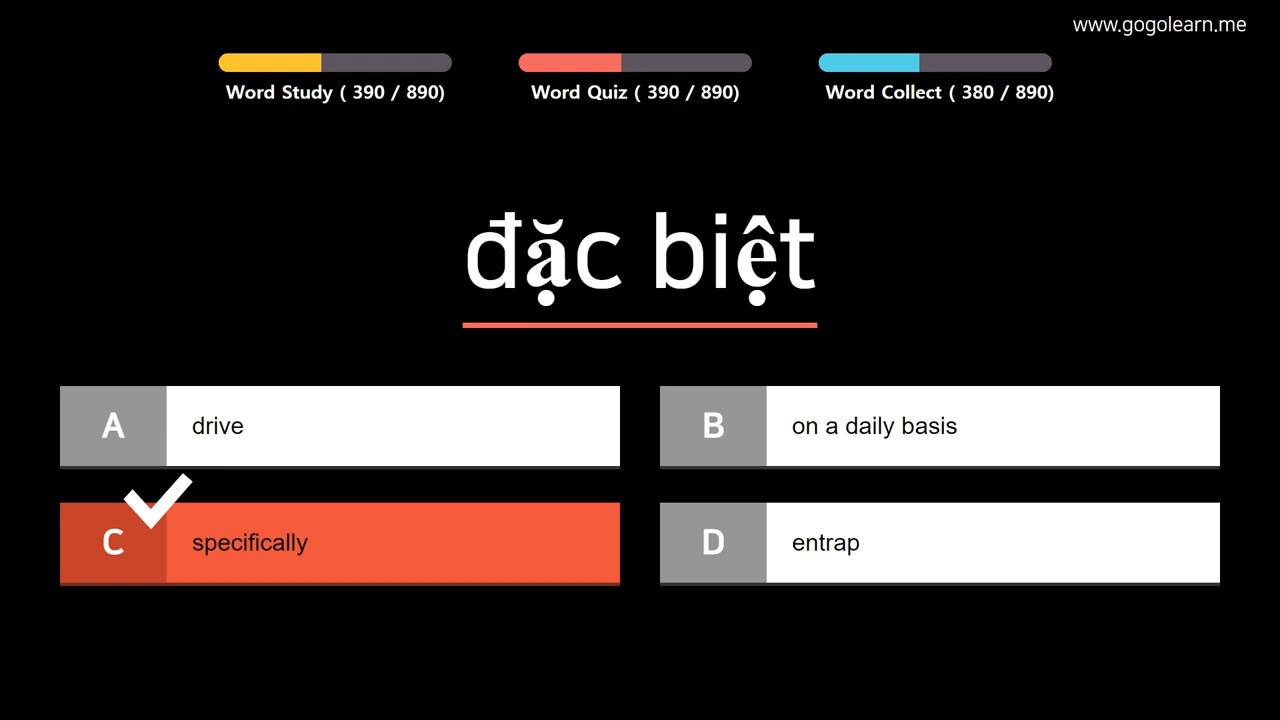 www.gogolearn.me
Word Study ( 390 / 890)
Word Quiz ( 390 / 890)
Word Collect ( 380 / 890)
đặc biệt
A drive
B on a daily basis
C specifically
D entrap